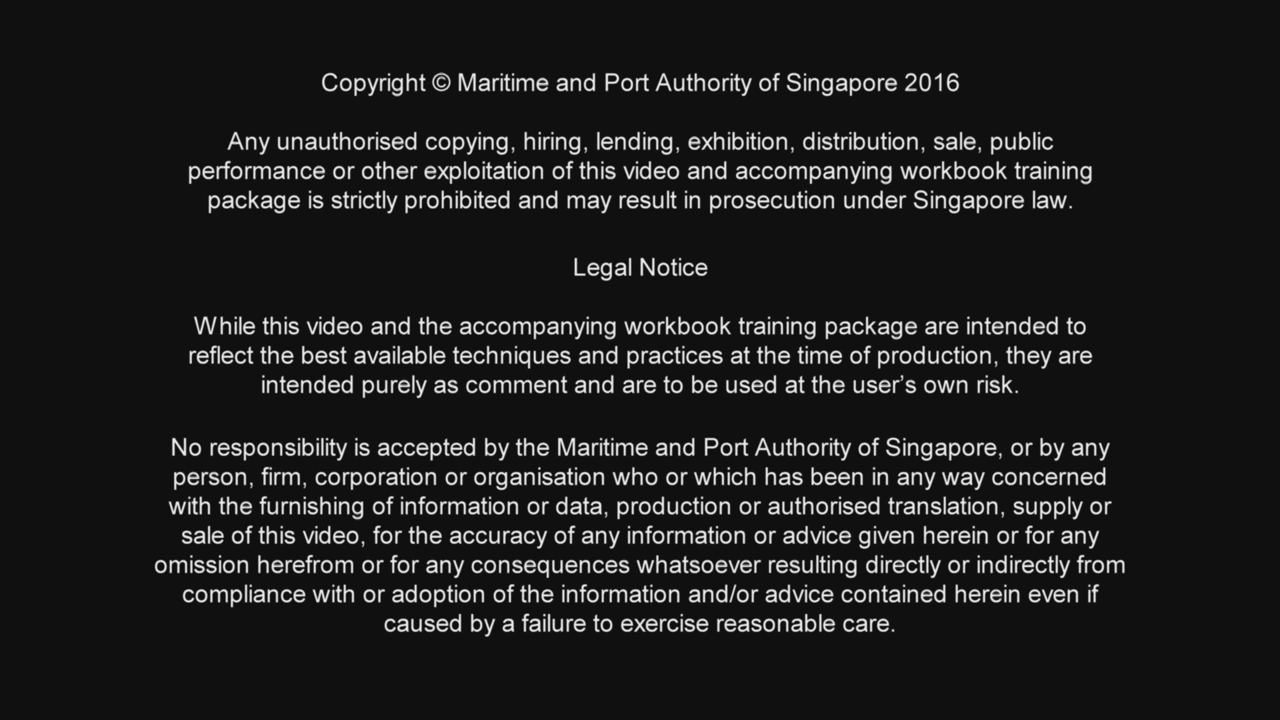 Copyright © Maritime and Port Authority of Singapore 2016
Any unauthorised copying, hiring, lending, exhibition, distribution, sale, public
performance or other exploitation of this video and accompanying workbook training
package is strictly prohibited and may result in prosecution under Singapore law.
Legal Notice
While this video and the accompanying workbook training package are intended to
reflect the best available techniques and practices at the time of production, they are
intended purely as comment and are to be used at the user’s own risk.
No responsibility is accepted by the Maritime and Port Authority of Singapore, or by any
person, firm, corporation or organisation who or which has been in any way concerned
with the furnishing of information or data, production or authorised translation, supply or
sale of this video, for the accuracy of any information or advice given herein or for any
omission herefrom or for any consequences whatsoever resulting directly or indirectly from
compliance with or adoption of the information and/or advice contained herein even if
caused by a failure to exercise reasonable care.